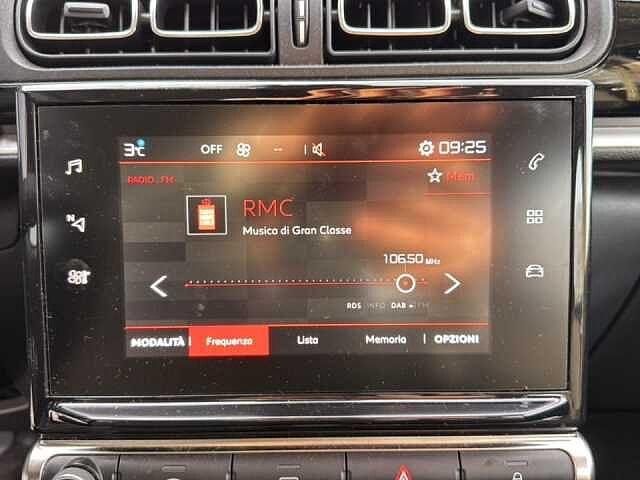 3°C OFF -- 09:25
RADIO FM Mem.
RMC
Musica di Gran Classe
106.50 MHz
RDS INFO DAB FM
MODALITÀ Frequenza Lista Memoria OPZIONI
N